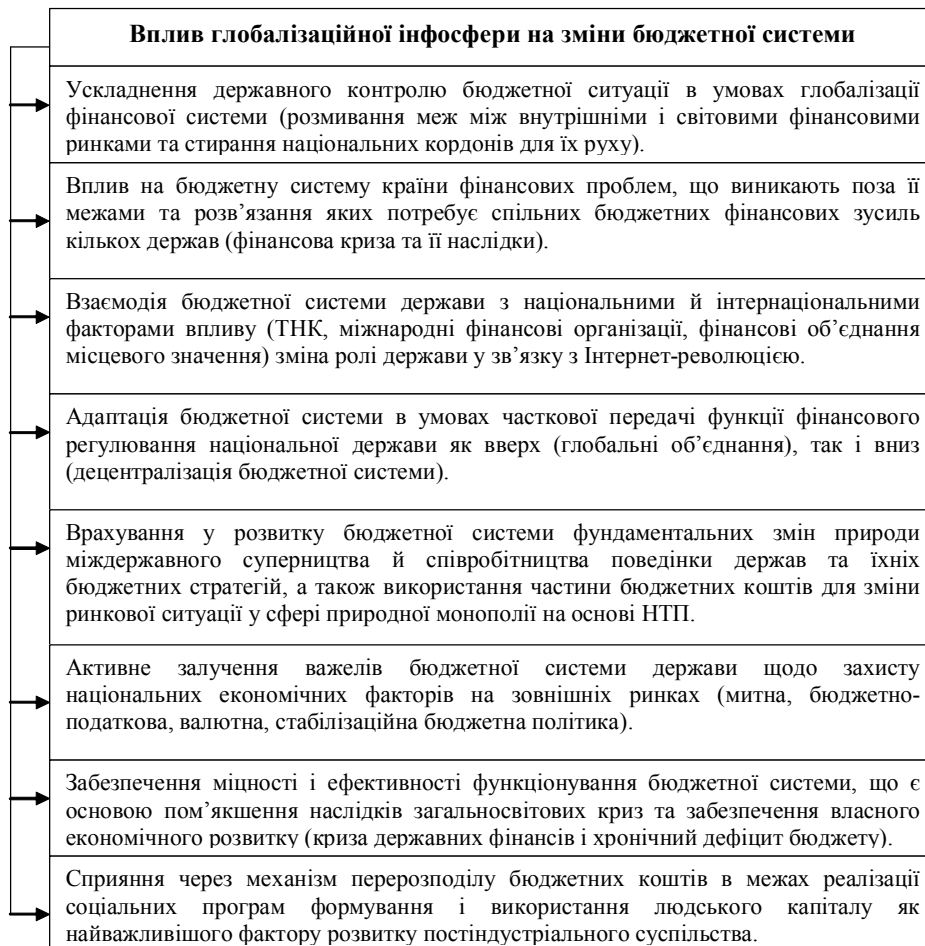 Вплив глобалізаційної інфосфери на зміни бюджетної системи
Ускладнення державного контролю бюджетної ситуації в умовах глобалізації
фінансової системи (розмивання меж між внутрішніми і світовими фінансовими
ринками та стирання національних кордонів для їх руху).
Вплив на бюджетну систему країни фінансових проблем, що виникають поза її
межами та розв’язання яких потребує спільних бюджетних фінансових зусиль
кількох держав (фінансова криза та її наслідки).
Взаємодія бюджетної системи держави з національними й інтернаціональними
факторами впливу (ТНК, міжнародні фінансові організації, фінансові об’єднання
місцевого значення) зміна ролі держави у зв’язку з Інтернет-революцією.
Адаптація бюджетної системи в умовах часткової передачі функції фінансового
регулювання національної держави як вверх (глобальні об’єднання), так і вниз
(децентралізація бюджетної системи).
Врахування у розвитку бюджетної системи фундаментальних змін природи
міждержавного суперництва й співробітництва поведінки держав та їхніх
бюджетних стратегій, а також використання частини бюджетних коштів для зміни
ринкової ситуації у сфері природної монополії на основі НТП.
Активне залучення важелів бюджетної системи держави щодо захисту
національних економічних факторів на зовнішніх ринках (митна, бюджетно-
податкова, валютна, стабілізаційна бюджетна політика).
Забезпечення міцності і ефективності функціонування бюджетної системи, що є
основою пом’якшення наслідків загальносвітових криз та забезпечення власного
економічного розвитку (криза державних фінансів і хронічний дефіцит бюджету).
Сприяння через механізм перерозподілу бюджетних коштів в межах реалізації
соціальних програм формування і використання людського капіталу як
найважливішого фактору розвитку постіндустріального суспільства.